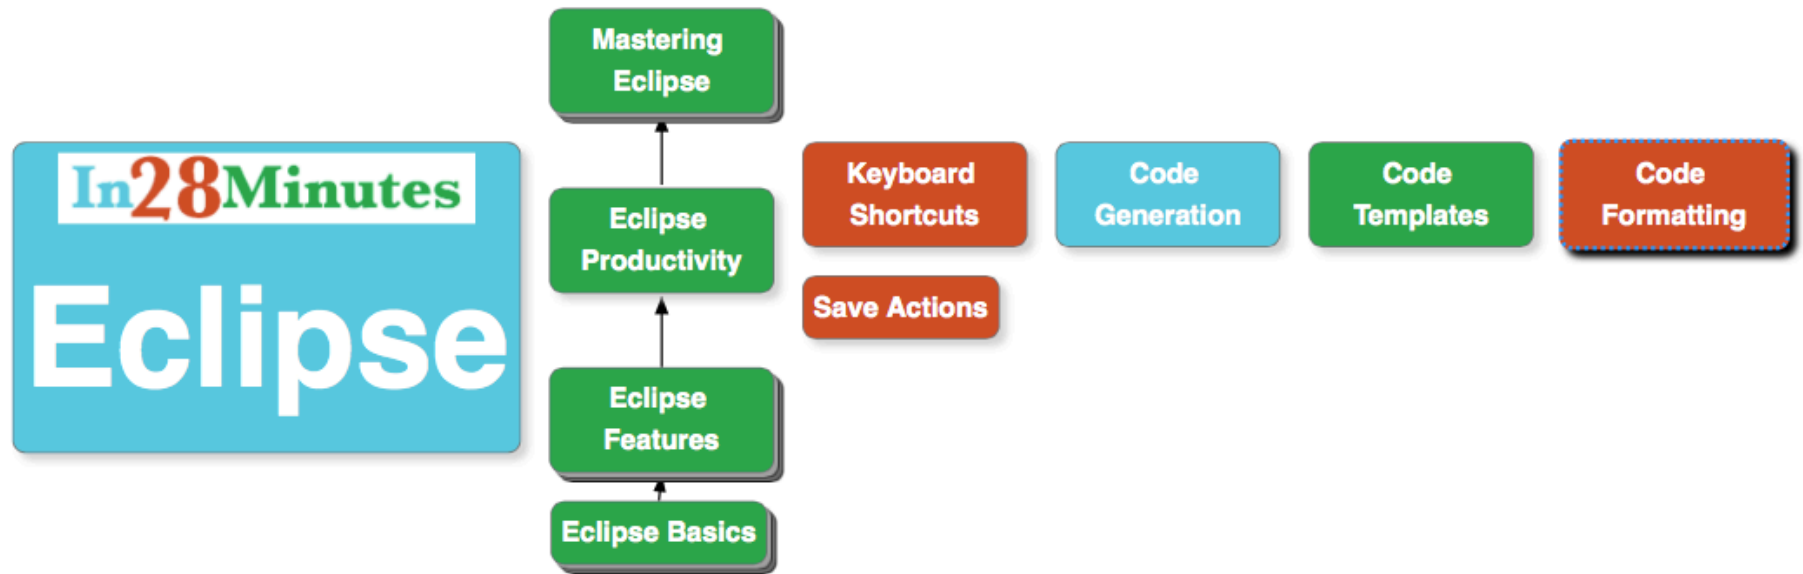 In28Minutes
Eclipse
Mastering
Eclipse
Eclipse
Productivity
Keyboard
Shortcuts
Code
Generation
Code
Templates
Code
Formatting
Save Actions
Eclipse
Features
Eclipse Basics